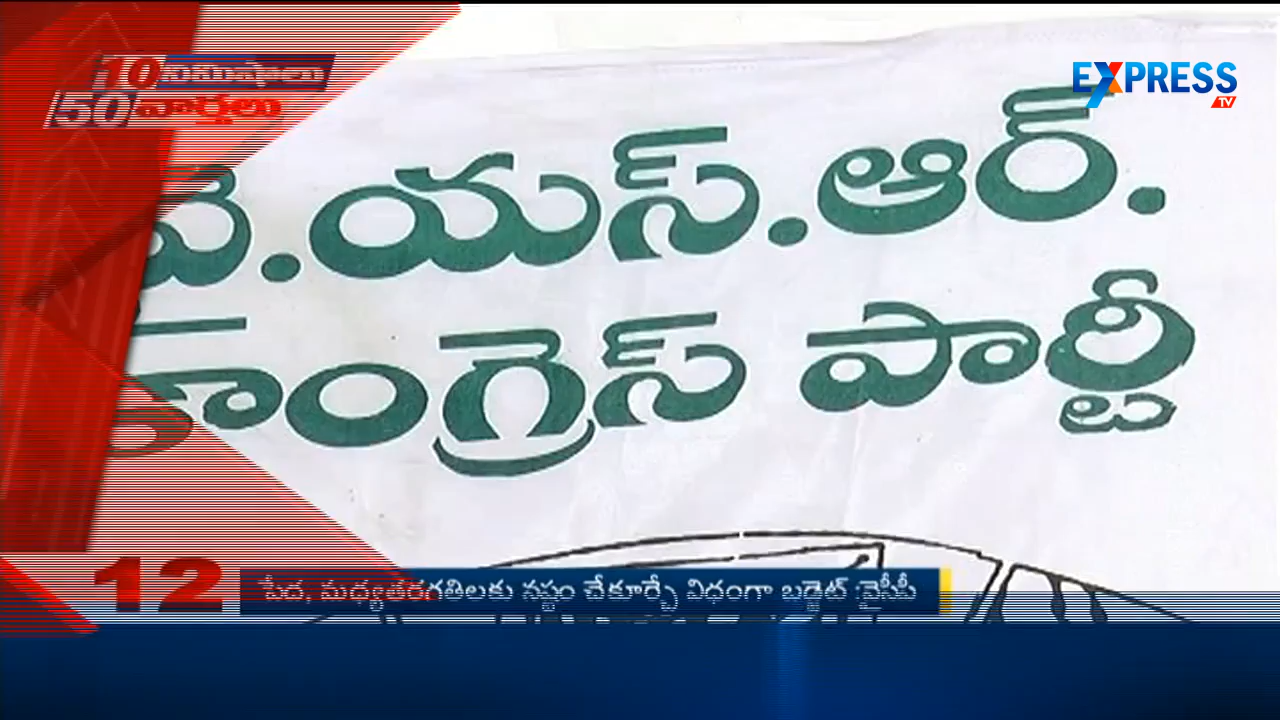 10 నిమిషాలు
50 వార్తలు
EXPRESS
TV
వై.యస్.ఆర్.
కాంగ్రెస్ పార్టీ
12
పేద, మధ్యతరగతిలకు నష్టం చేకూర్చే విధంగా బడ్జెట్ :వైసీపీ